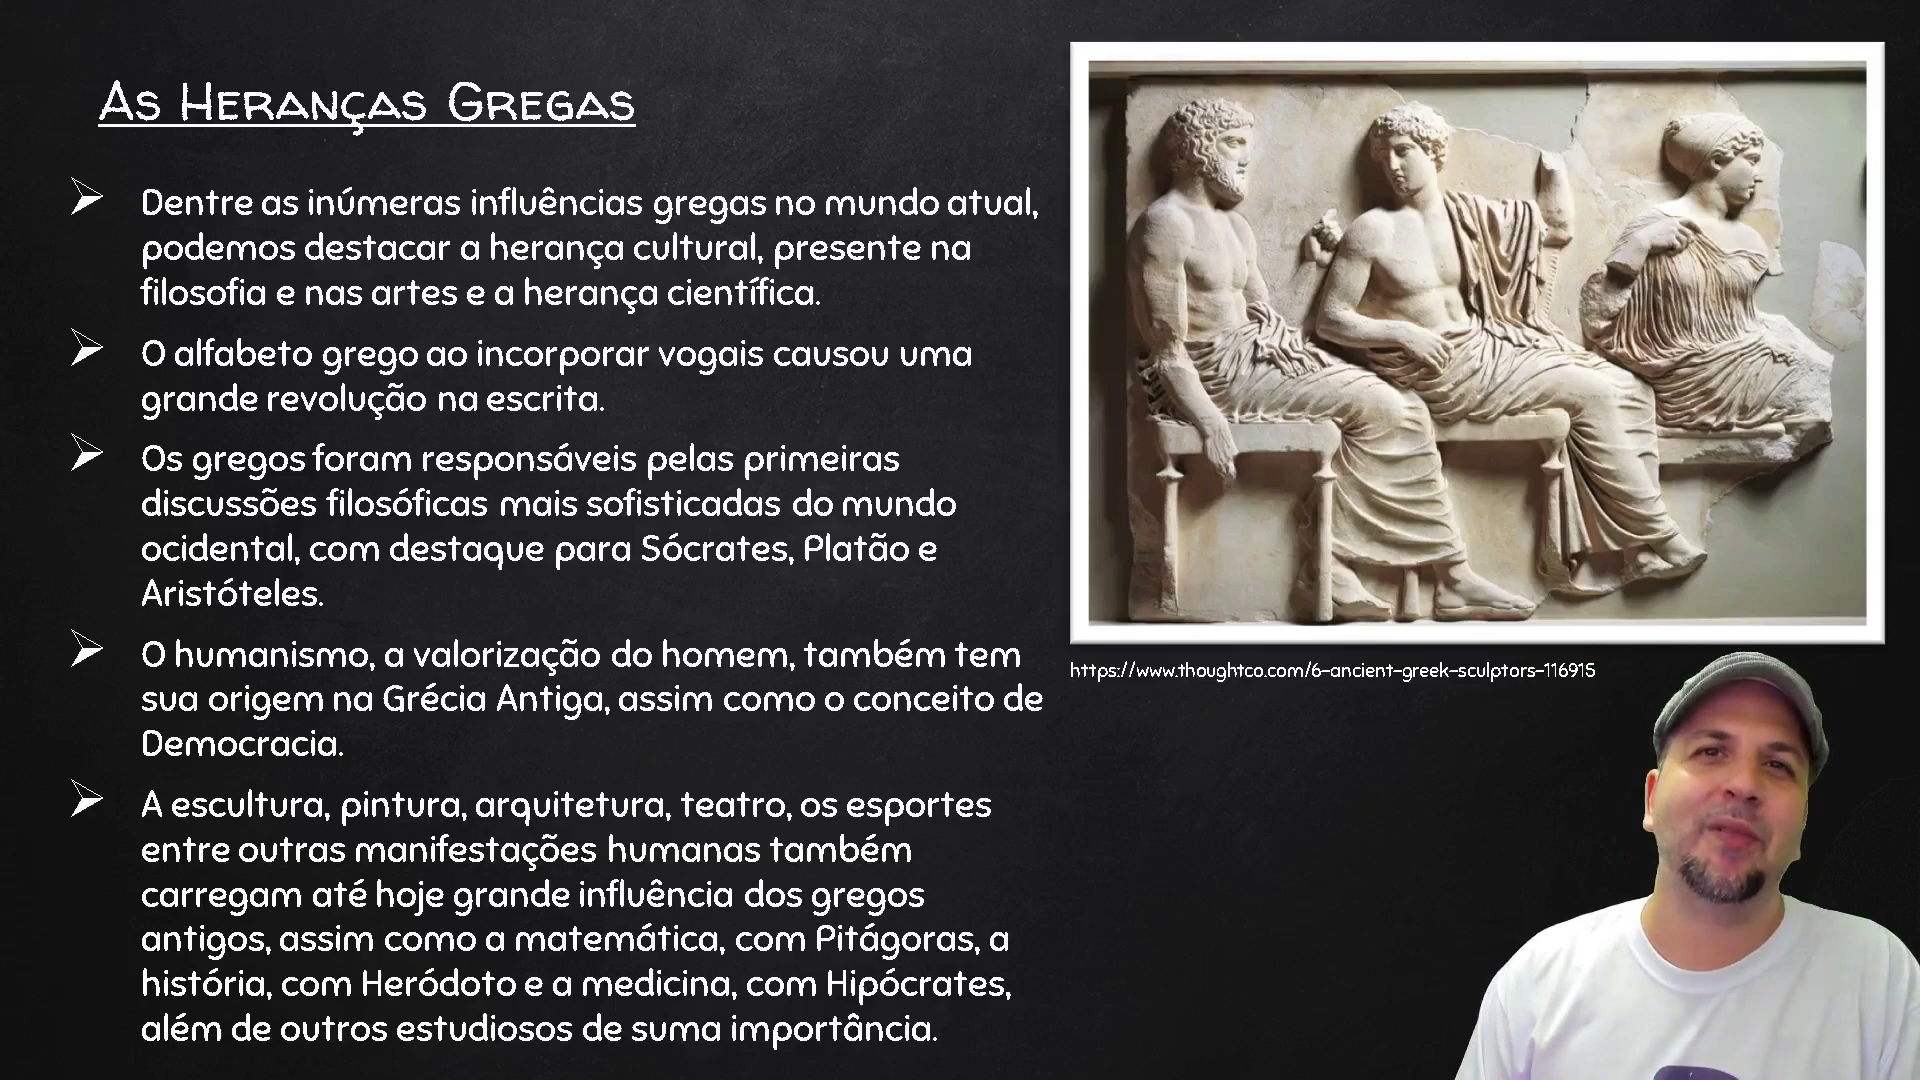 As Heranças Gregas
Dentre as inúmeras influências gregas no mundo atual,
podemos destacar a herança cultural, presente na
filosofia e nas artes e a herança científica.
O alfabeto grego ao incorporar vogais causou uma
grande revolução na escrita.
Os gregos foram responsáveis pelas primeiras
discussões filosóficas mais sofisticadas do mundo
ocidental, com destaque para Sócrates, Platão e
Aristóteles.
O humanismo, a valorização do homem, também tem
sua origem na Grécia Antiga, assim como o conceito de
Democracia.
A escultura, pintura, arquitetura, teatro, os esportes
entre outras manifestações humanas também
carregam até hoje grande influência dos gregos
antigos, assim como a matemática, com Pitágoras, a
história, com Heródoto e a medicina, com Hipócrates,
além de outros estudiosos de suma importância.
https://www.thoughtco.com/6-ancient-greek-sculptors-116915